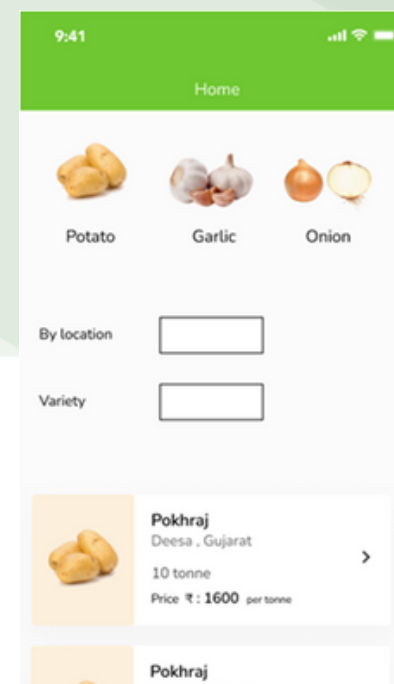 9:41
Home
Potato Garlic Onion
By location
Variety
Pokhraj
Deesa , Gujarat
10 tonne
Price ₹ : 1600 per tonne
Pokhraj